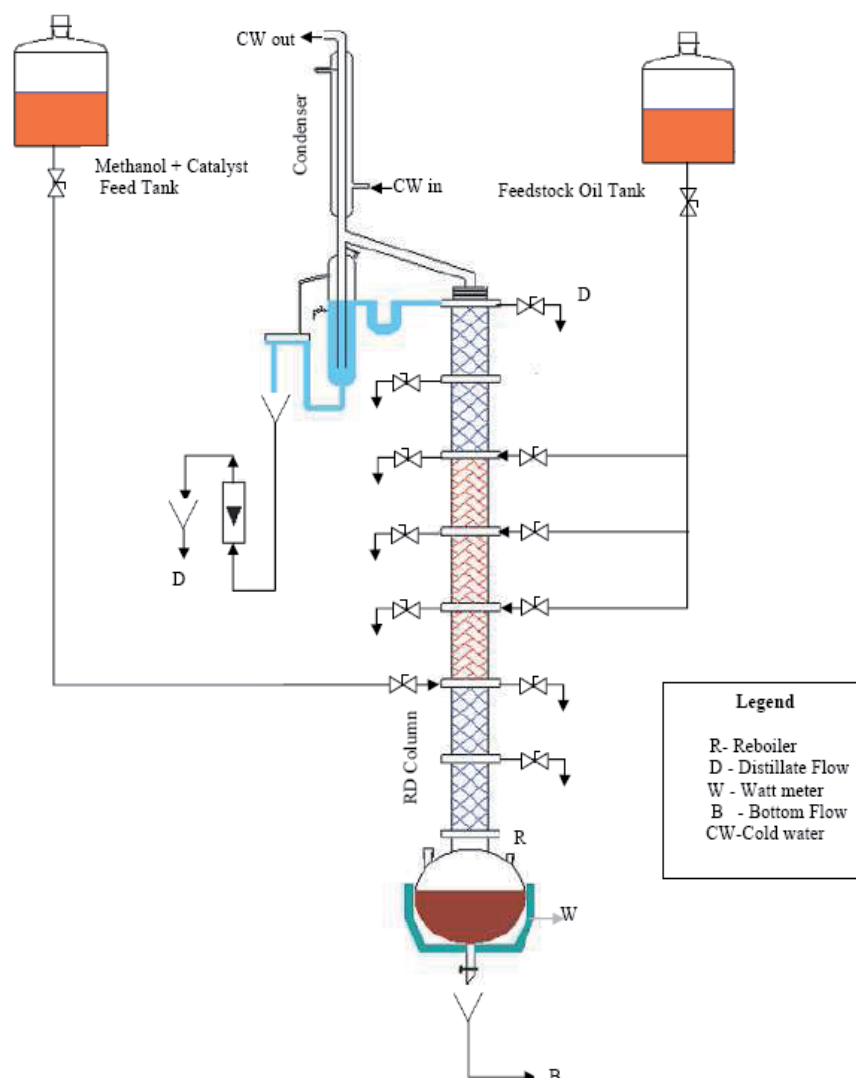 CW out
Condenser
CW in
Methanol + Catalyst
Feed Tank
Feedstock Oil Tank
D
D
RD Column
R
W
B
Legend
R- Reboiler
D - Distillate Flow
W - Watt meter
B - Bottom Flow
CW-Cold water